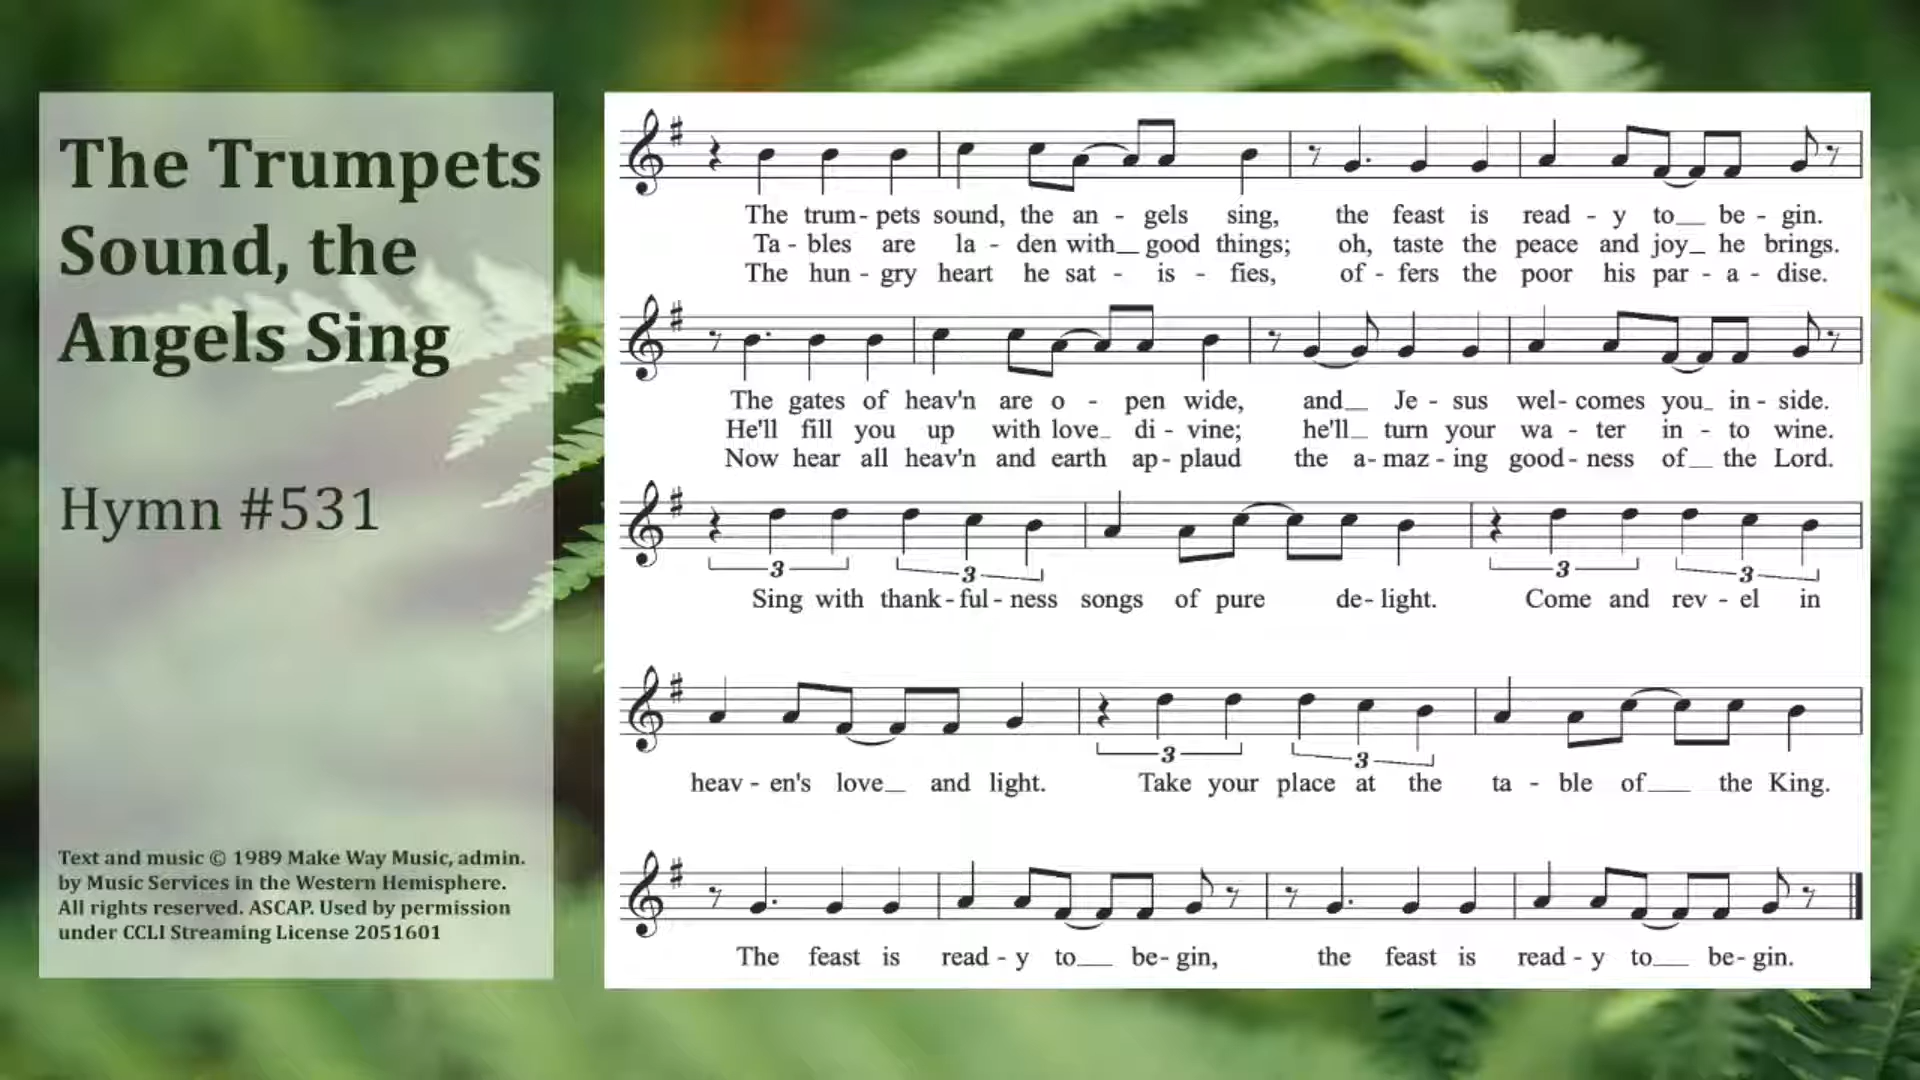 The Trumpets
Sound, the
Angels Sing
Hymn #531
Text and music © 1989 Make Way Music, admin.
by Music Services in the Western Hemisphere.
All rights reserved. ASCAP. Used by permission
under CCLI Streaming License 2051601
The trum - pets sound, the an - gels sing, the feast is read - y to__ be - gin.
Ta - bles are la - den with__ good things; oh, taste the peace and joy_ he brings.
The hun - gry heart he sat - is - fies, of - fers the poor his par - a - dise.
The gates of heav'n are o - pen wide, and__ Je - sus wel- comes you_ in - side.
He'll fill you up with love_ di - vine; he'll__ turn your wa - ter in - to wine.
Now hear all heav'n and earth ap- plaud the a- maz - ing good- ness of__ the Lord.
3 3 3 3
Sing with thank - ful - ness songs of pure de- light. Come and rev - el in
3 3
heav - en's love__ and light. Take your place at the ta - ble of___ the King.
The feast is read - y to__ be- gin, the feast is read - y to__ be- gin.